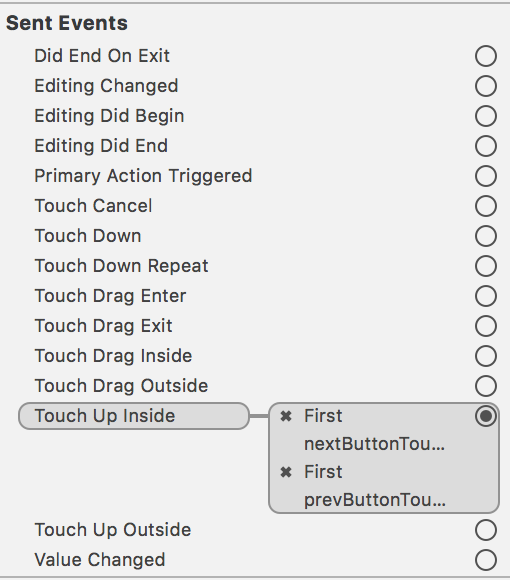 Sent Events
Did End On Exit
Editing Changed
Editing Did Begin
Editing Did End
Primary Action Triggered
Touch Cancel
Touch Down
Touch Down Repeat
Touch Drag Enter
Touch Drag Exit
Touch Drag Inside
Touch Drag Outside
Touch Up Inside
First
nextButtonTou...
First
prevButtonTou...
Touch Up Outside
Value Changed